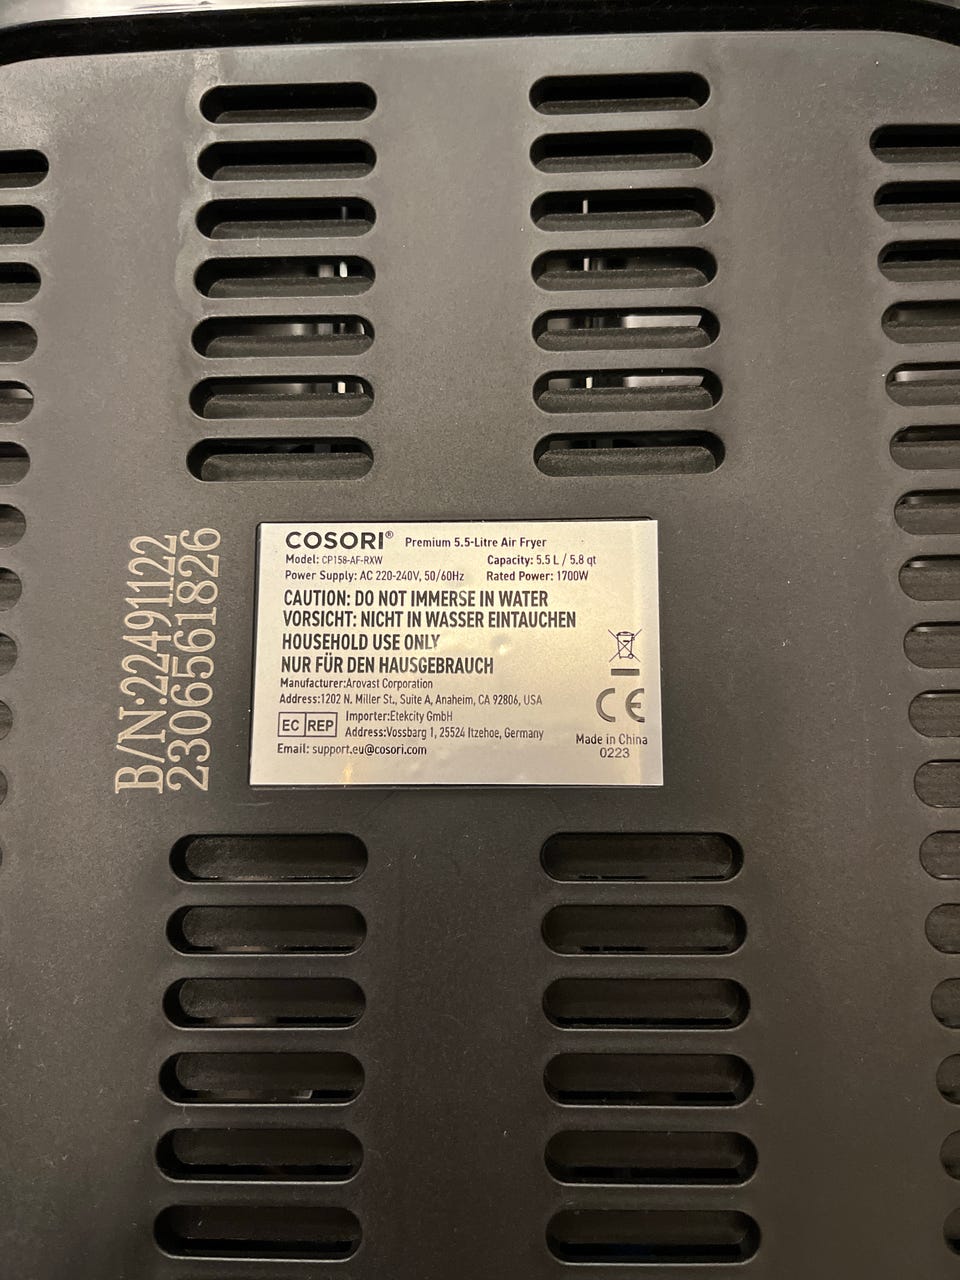 COSORI® Premium 5.5-Litre Air Fryer
Model: CP158-AF-RXW Capacity: 5.5 L / 5.8 qt
Power Supply: AC 220-240V, 50/60Hz Rated Power: 1700W
CAUTION: DO NOT IMMERSE IN WATER
VORSICHT: NICHT IN WASSER EINTAUCHEN
HOUSEHOLD USE ONLY
NUR FÜR DEN HAUSGEBRAUCH
Manufacturer:Arovast Corporation
Address:1202 N. Miller St., Suite A, Anaheim, CA 92806, USA
EC REP
Importer:Etekcity GmbH
Address:Vossbarg 1, 25524 Itzehoe, Germany
Email: support.eu@cosori.com
CE
Made in China
0223
B/N:22491122
2306561826